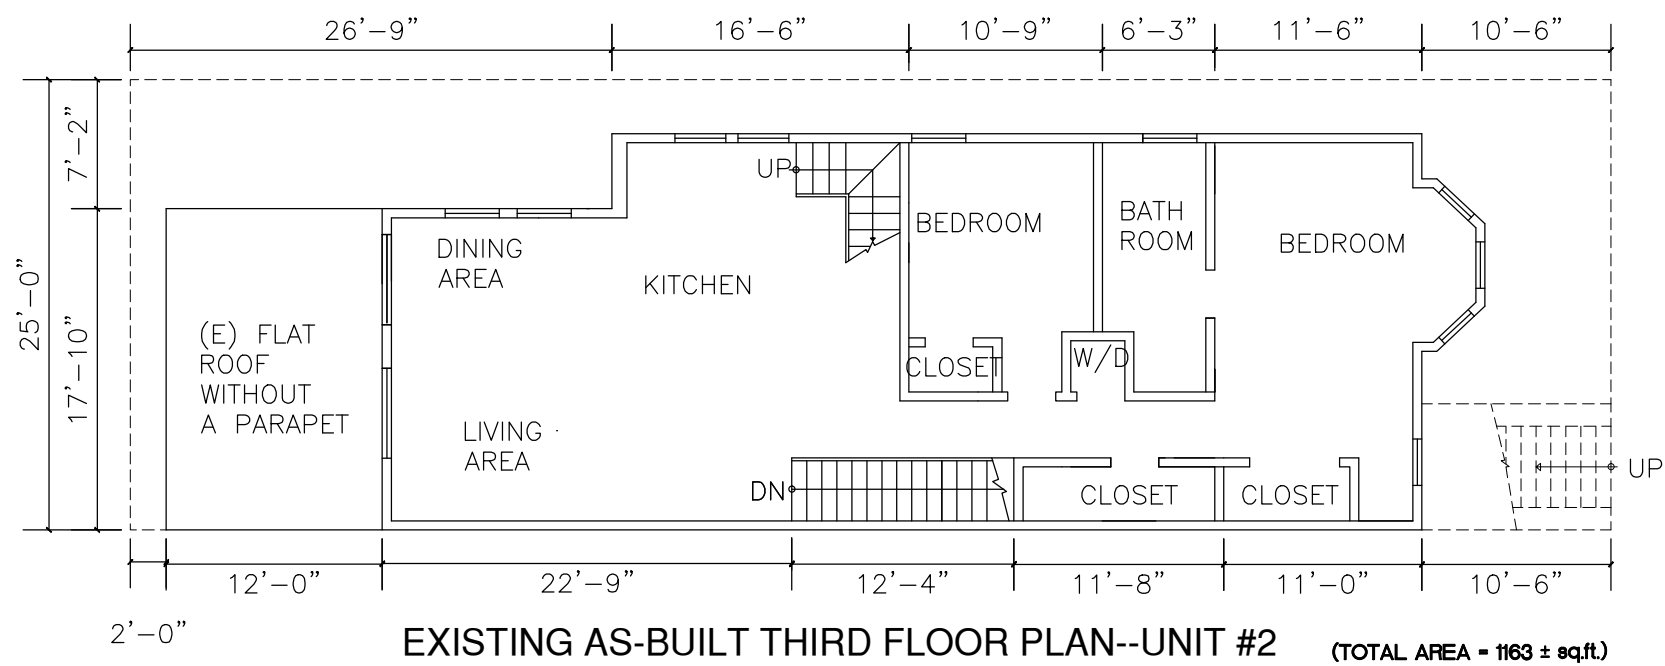 26'-9" 16'-6" 10'-9" 6'-3" 11'-6" 10'-6"
7'-2"
25'-0"
17'-10"
UP
DINING
AREA
KITCHEN
BEDROOM
BATH
ROOM
BEDROOM
(E) FLAT
ROOF
WITHOUT
A PARAPET
CLOSET
W/D
LIVING
AREA
DN
CLOSET
CLOSET
UP
12'-0" 22'-9" 12'-4" 11'-8" 11'-0" 10'-6"
2'-0"
EXISTING AS-BUILT THIRD FLOOR PLAN--UNIT #2
(TOTAL AREA = 1163 ± sq.ft.)